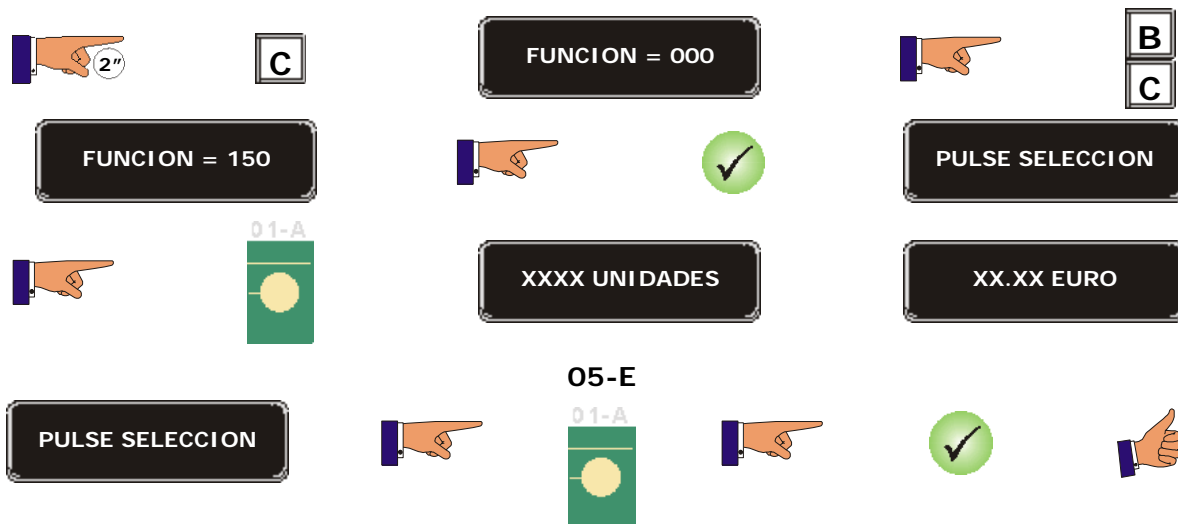 2"
C
FUNCION = 000
B
C
FUNCION = 150
PULSE SELECCION
01-A
XXXX UNIDADES
XX.XX EURO
05-E
PULSE SELECCION
01-A